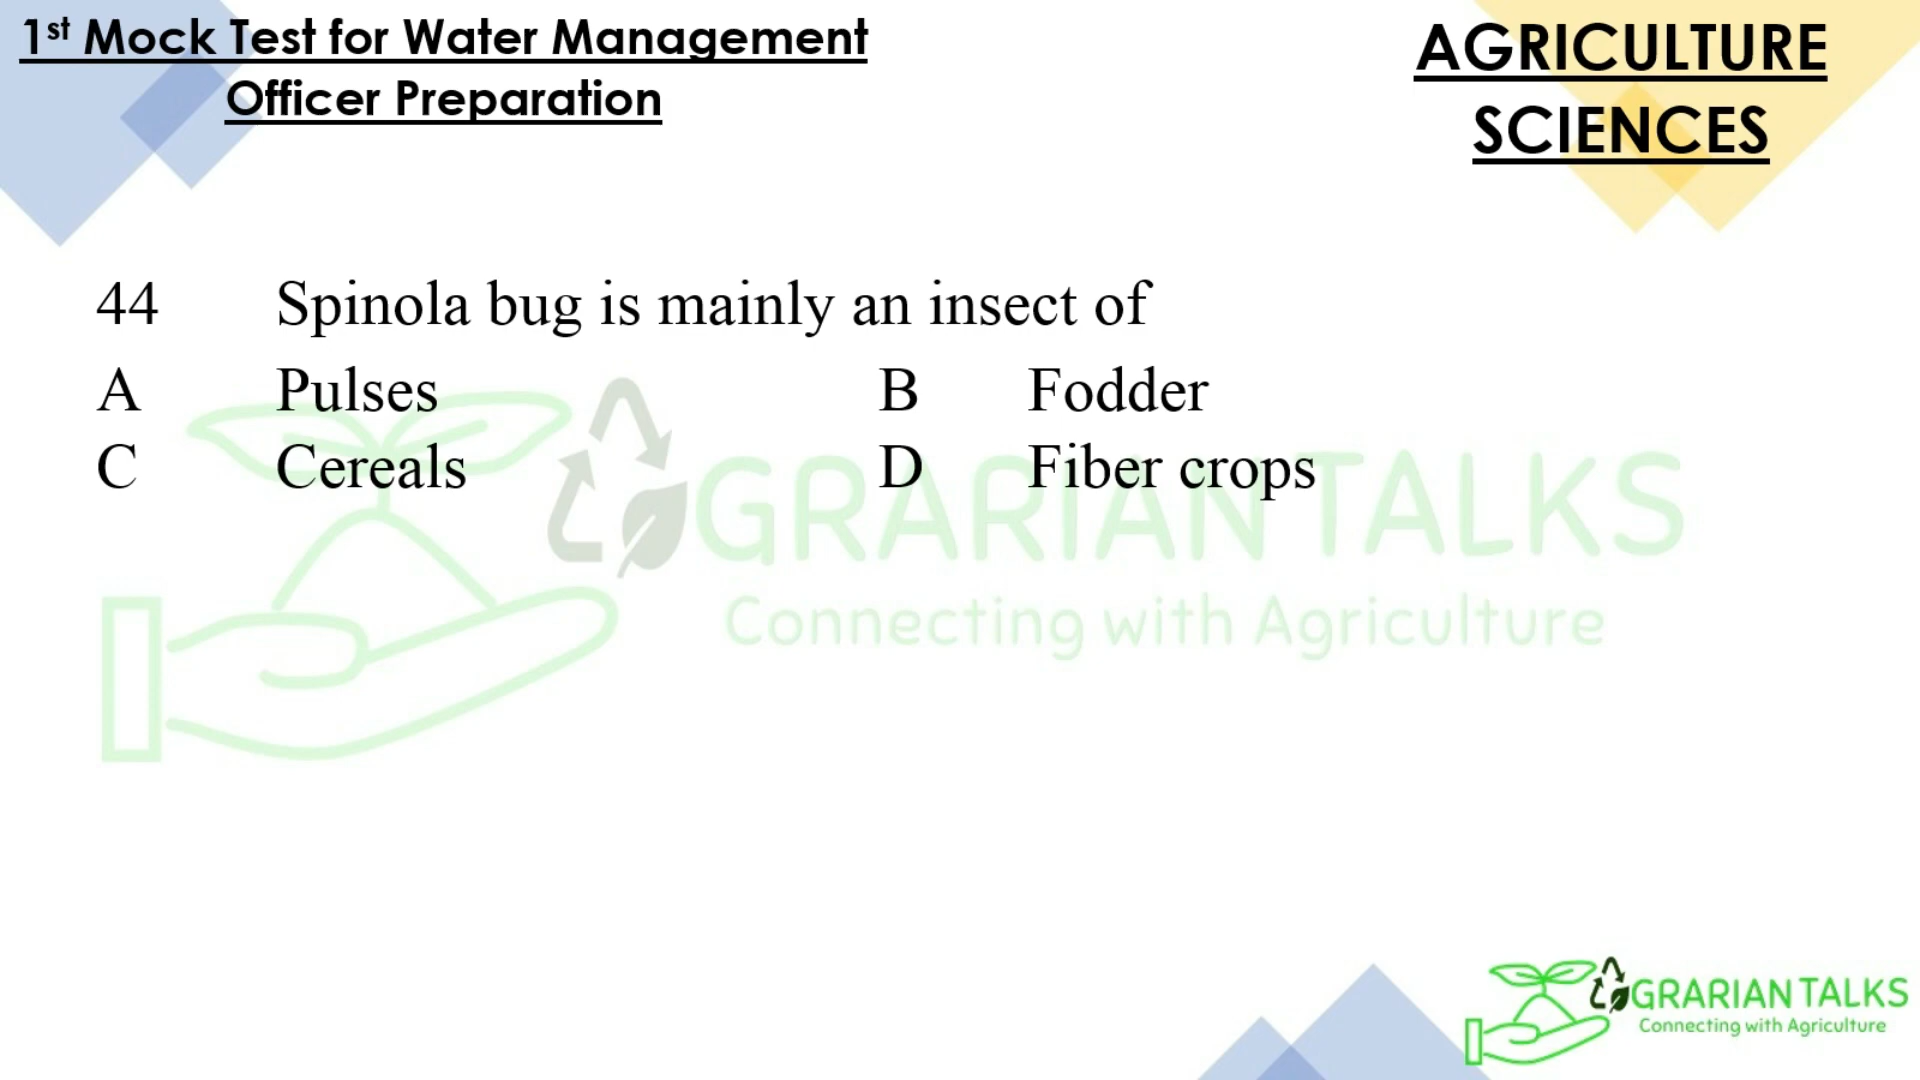 1st Mock Test for Water Management
Officer Preparation
AGRICULTURE
SCIENCES
44 Spinola bug is mainly an insect of
A Pulses B Fodder
C Cereals D Fiber crops
GRARIAN TALKS
Connecting with Agriculture
GRARIAN TALKS
Connecting with Agriculture